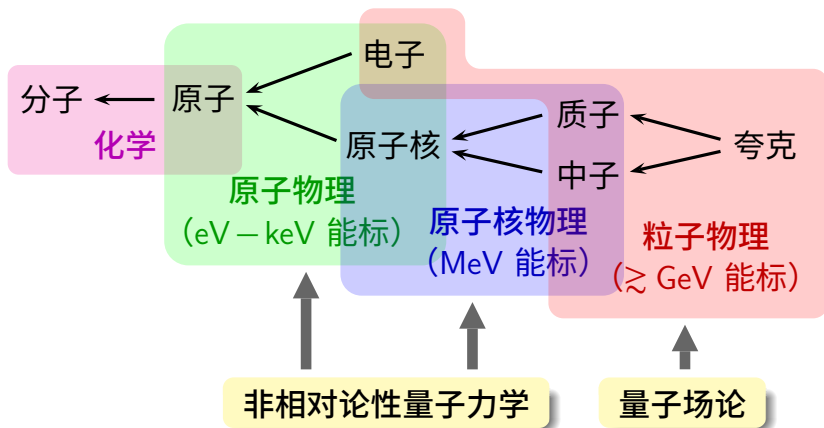 电子
分子
原子
质子
化学
原子核
夸克
中子
原子物理
(eV – keV 能标)
原子核物理
(MeV 能标)
粒子物理
(≳ GeV 能标)
非相对论性量子力学
量子场论